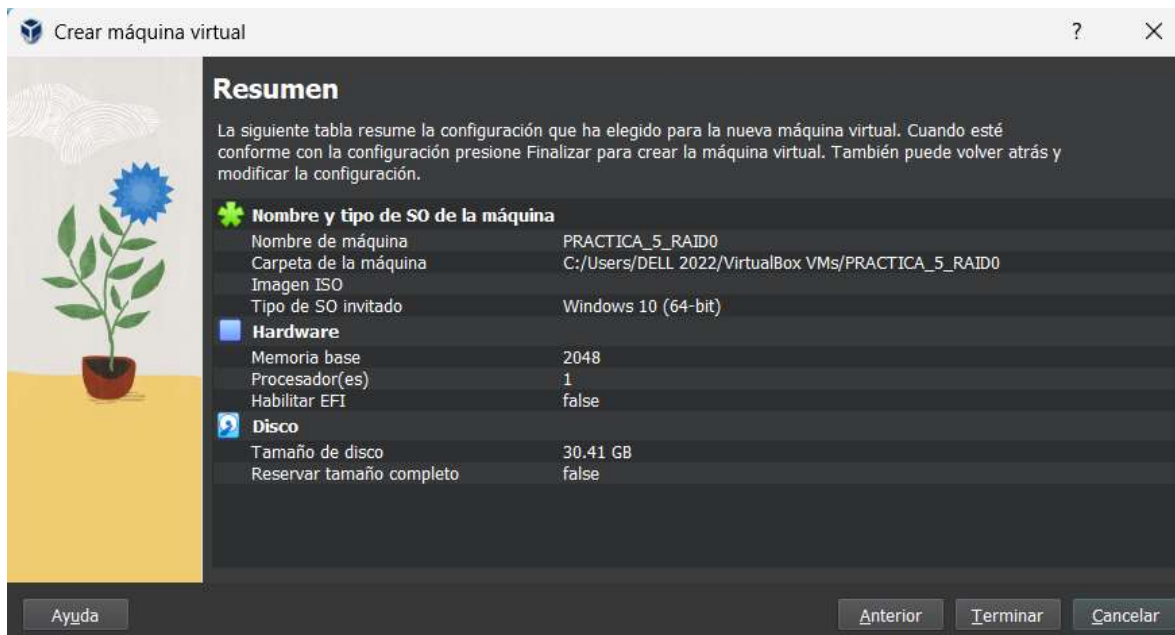 Crear máquina virtual
?
Resumen
La siguiente tabla resume la configuración que ha elegido para la nueva máquina virtual. Cuando esté
conforme con la configuración presione Finalizar para crear la máquina virtual. También puede volver atrás y
modificar la configuración.
Nombre y tipo de SO de la máquina
Nombre de máquina PRACTICA_5_RAID0
Carpeta de la máquina C:/Users/DELL 2022/VirtualBox VMs/PRACTICA_5_RAID0
Imagen ISO
Tipo de SO invitado Windows 10 (64-bit)
Hardware
Memoria base 2048
Procesador(es) 1
Habilitar EFI false
Disco
Tamaño de disco 30.41 GB
Reservar tamaño completo false
Ayuda Anterior Terminar Cancelar